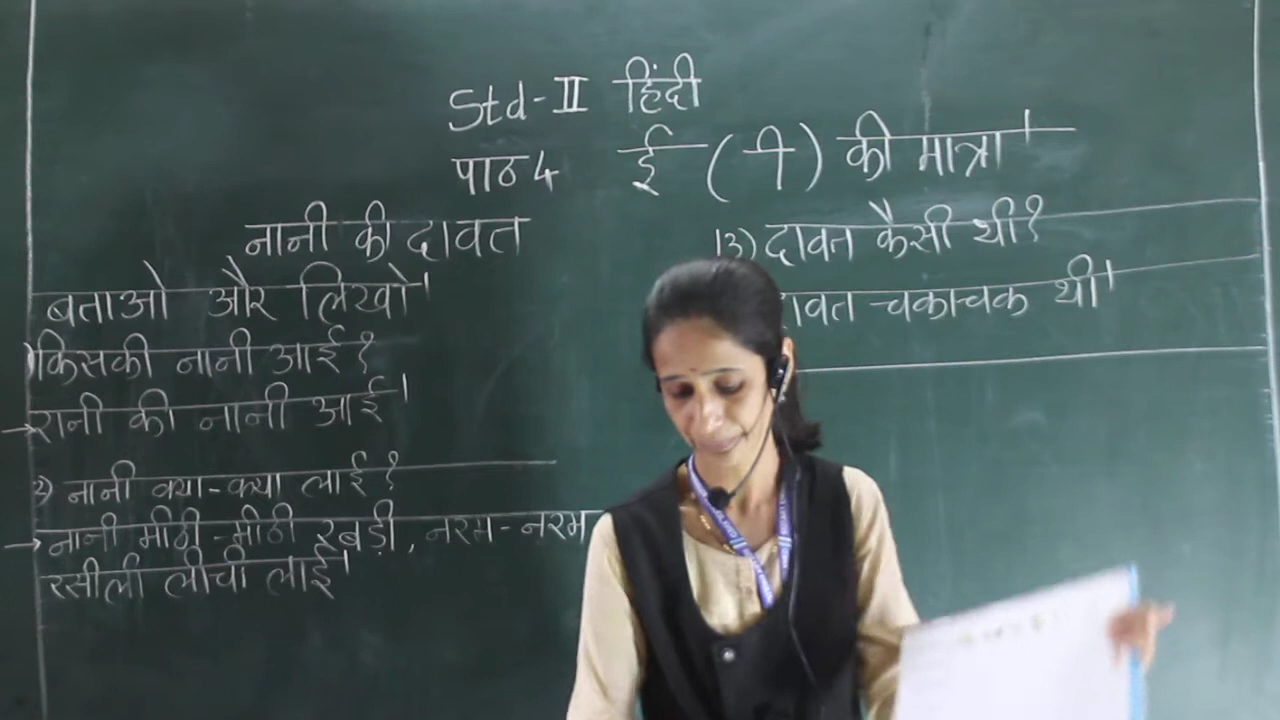 Std-II हिंदी
पाठ 4 ई ( ी ) की मात्रा।
नानी की दावत
बताओ और लिखो।
1) किसकी नानी आई?
→ रानी की नानी आई।
2) नानी क्या-क्या लाई?
→ नानी मीठी-मीठी रबड़ी, नरम-नरम
रसीली लीची लाई।
3) दावत कैसी थी?
चकाचक थी।